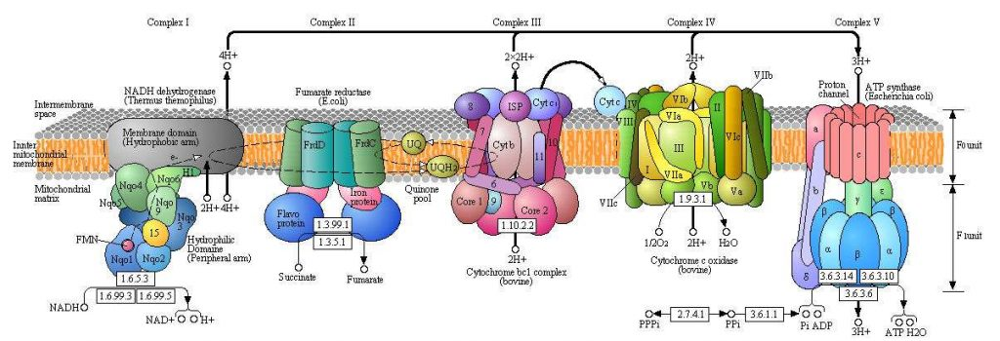 Complex I
Complex II
Complex III
Complex IV
Complex V
4H+
2×2H+
2H+
3H+
NADH dehydrogenase
(Thermus themophilus)
Fumarate reductase
(E.coli)
Intermembrane
space
Innter
mitochondrial
membrane
Mitochondrial
matrix
Membrane domain
(Hydrophobic arm)
e-
H1
Nqo4
Nqo6
Nqo5
Nqo
9
Nqo
3
15
FMN
Nqo1
Nqo2
2H+
4H+
Hydrophilic
Domaine
(Peripheral arm)
1.6.5.3
1.6.99.3
1.6.99.5
NADH
NAD+
H+
FrdD
FrdC
Flavo
protein
Iron
protein
1.3.99.1
1.3.5.1
Succinate
Fumarate
UQ
UQH2
Quinone
pool
8
ISP
Cyt c1
7
Cyt b
10
11
6
9
Core 1
Core 2
1.10.2.2
2H+
Cytochrome bc1 complex
(bovine)
Cyt c
IV
VIII
VIb
VIa
II
VIIb
III
VIc
I
VIIa
VIIc
Vb
Va
1.9.3.1
1/2O2
2H+
H2O
Cytochrome c oxidase
(bovine)
Proton
channel
ATP synthase
(Escherichia coli)
a
c
b
γ
ε
β
β
α
β
α
δ
3.6.3.14
3.6.3.10
3.6.3.6
F0 unit
F1 unit
PPPi
2.7.4.1
PPi
3.6.1.1
Pi ADP
3H+
ATP H2O